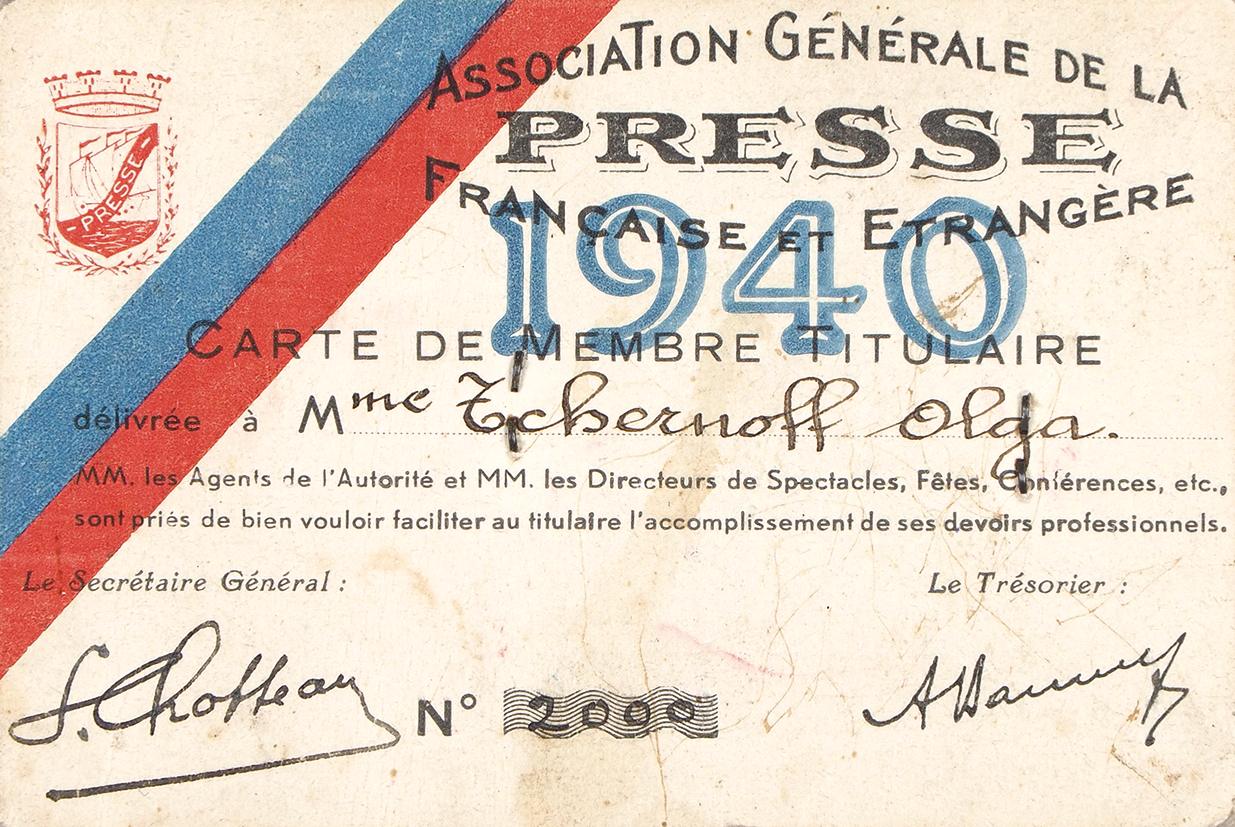 - PRESSE -
ASSOCIATION GÉNÉRALE DE LA
PRESSE
FRANÇAISE ET ETRANGÈRE
1940
CARTE DE MEMBRE TITULAIRE
délivrée à Mme Tchernoff Olga.
MM. les Agents de l'Autorité et MM. les Directeurs de Spectacles, Fêtes, Conférences, etc.,
sont priés de bien vouloir faciliter au titulaire l'accomplissement de ses devoirs professionnels.
Le Secrétaire Général :
Le Trésorier :
N° 2000